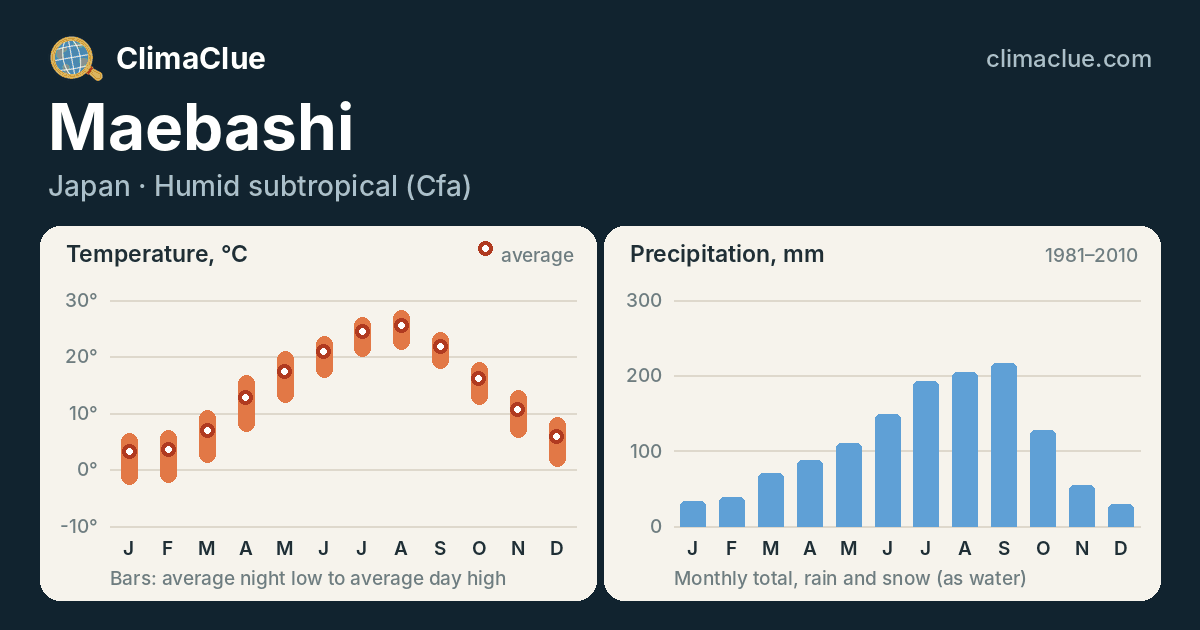 ClimaClue
climaclue.com
Maebashi
Japan · Humid subtropical (Cfa)
Temperature, °C
average
30°
20°
10°
0°
-10°
J F M A M J J A S O N D
Bars: average night low to average day high
Precipitation, mm
1981–2010
300
200
100
0
J F M A M J J A S O N D
Monthly total, rain and snow (as water)